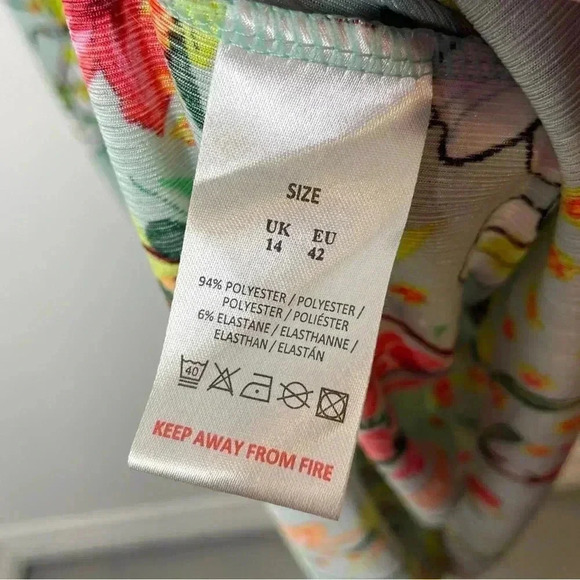 SIZE
UK EU
14 42
94% POLYESTER / POLYESTER /
POLYESTER / POLIÉSTER
6% ELASTANE / ELASTHANNE /
ELASTHAN / ELASTÁN
40
KEEP AWAY FROM FIRE